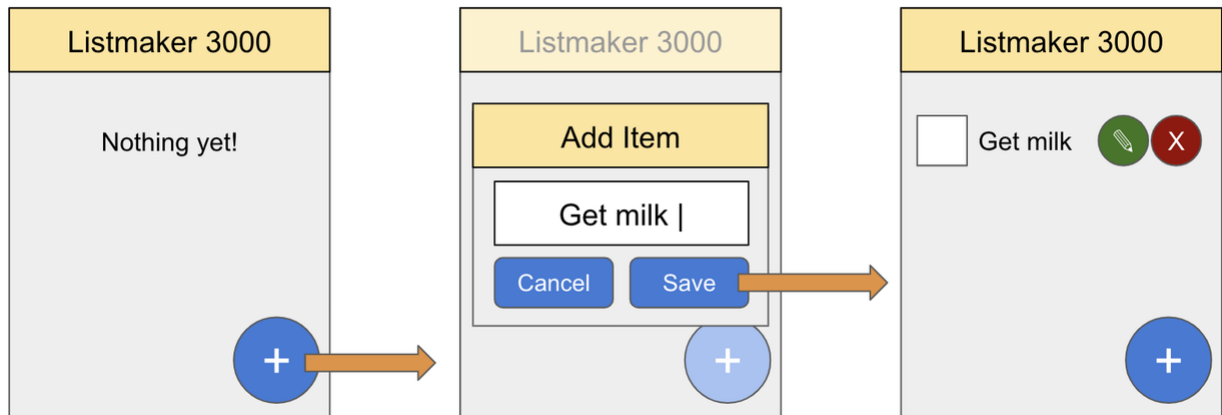 Listmaker 3000
Nothing yet!
+
Listmaker 3000
Add Item
Get milk |
Cancel
Save
+
Listmaker 3000
Get milk
X
+